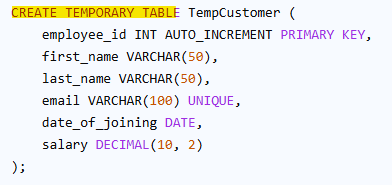 CREATE TEMPORARY TABLE TempCustomer (
    employee_id INT AUTO_INCREMENT PRIMARY KEY,
    first_name VARCHAR(50),
    last_name VARCHAR(50),
    email VARCHAR(100) UNIQUE,
    date_of_joining DATE,
    salary DECIMAL(10, 2)
);